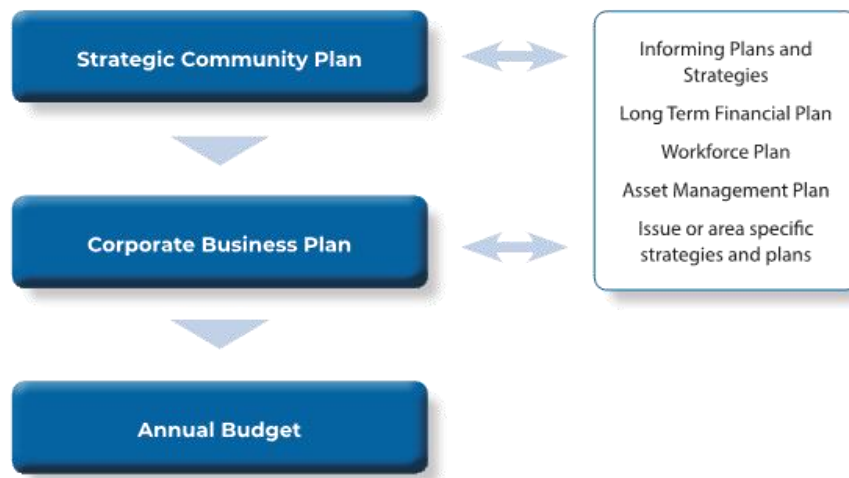 Strategic Community Plan
Informing Plans and
Strategies
Long Term Financial Plan
Workforce Plan
Asset Management Plan
Issue or area specific
strategies and plans
Corporate Business Plan
Annual Budget